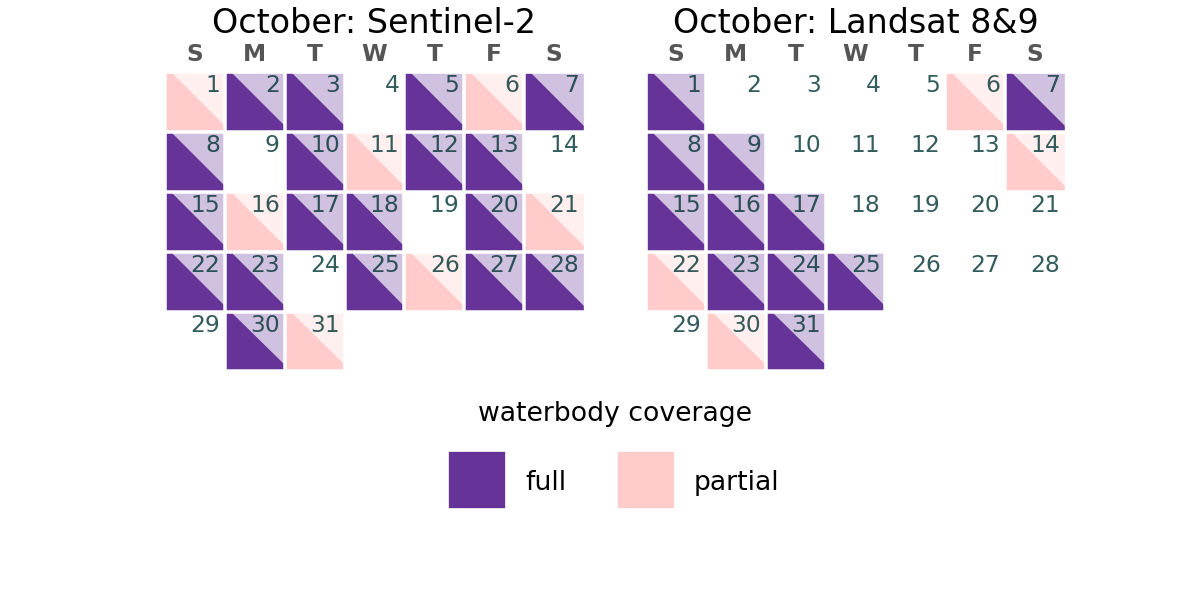 October: Sentinel-2
S M T W T F S
1 2 3 4 5 6 7
8 9 10 11 12 13 14
15 16 17 18 19 20 21
22 23 24 25 26 27 28
29 30 31
October: Landsat 8&9
S M T W T F S
1 2 3 4 5 6 7
8 9 10 11 12 13 14
15 16 17 18 19 20 21
22 23 24 25 26 27 28
29 30 31
waterbody coverage
full
partial